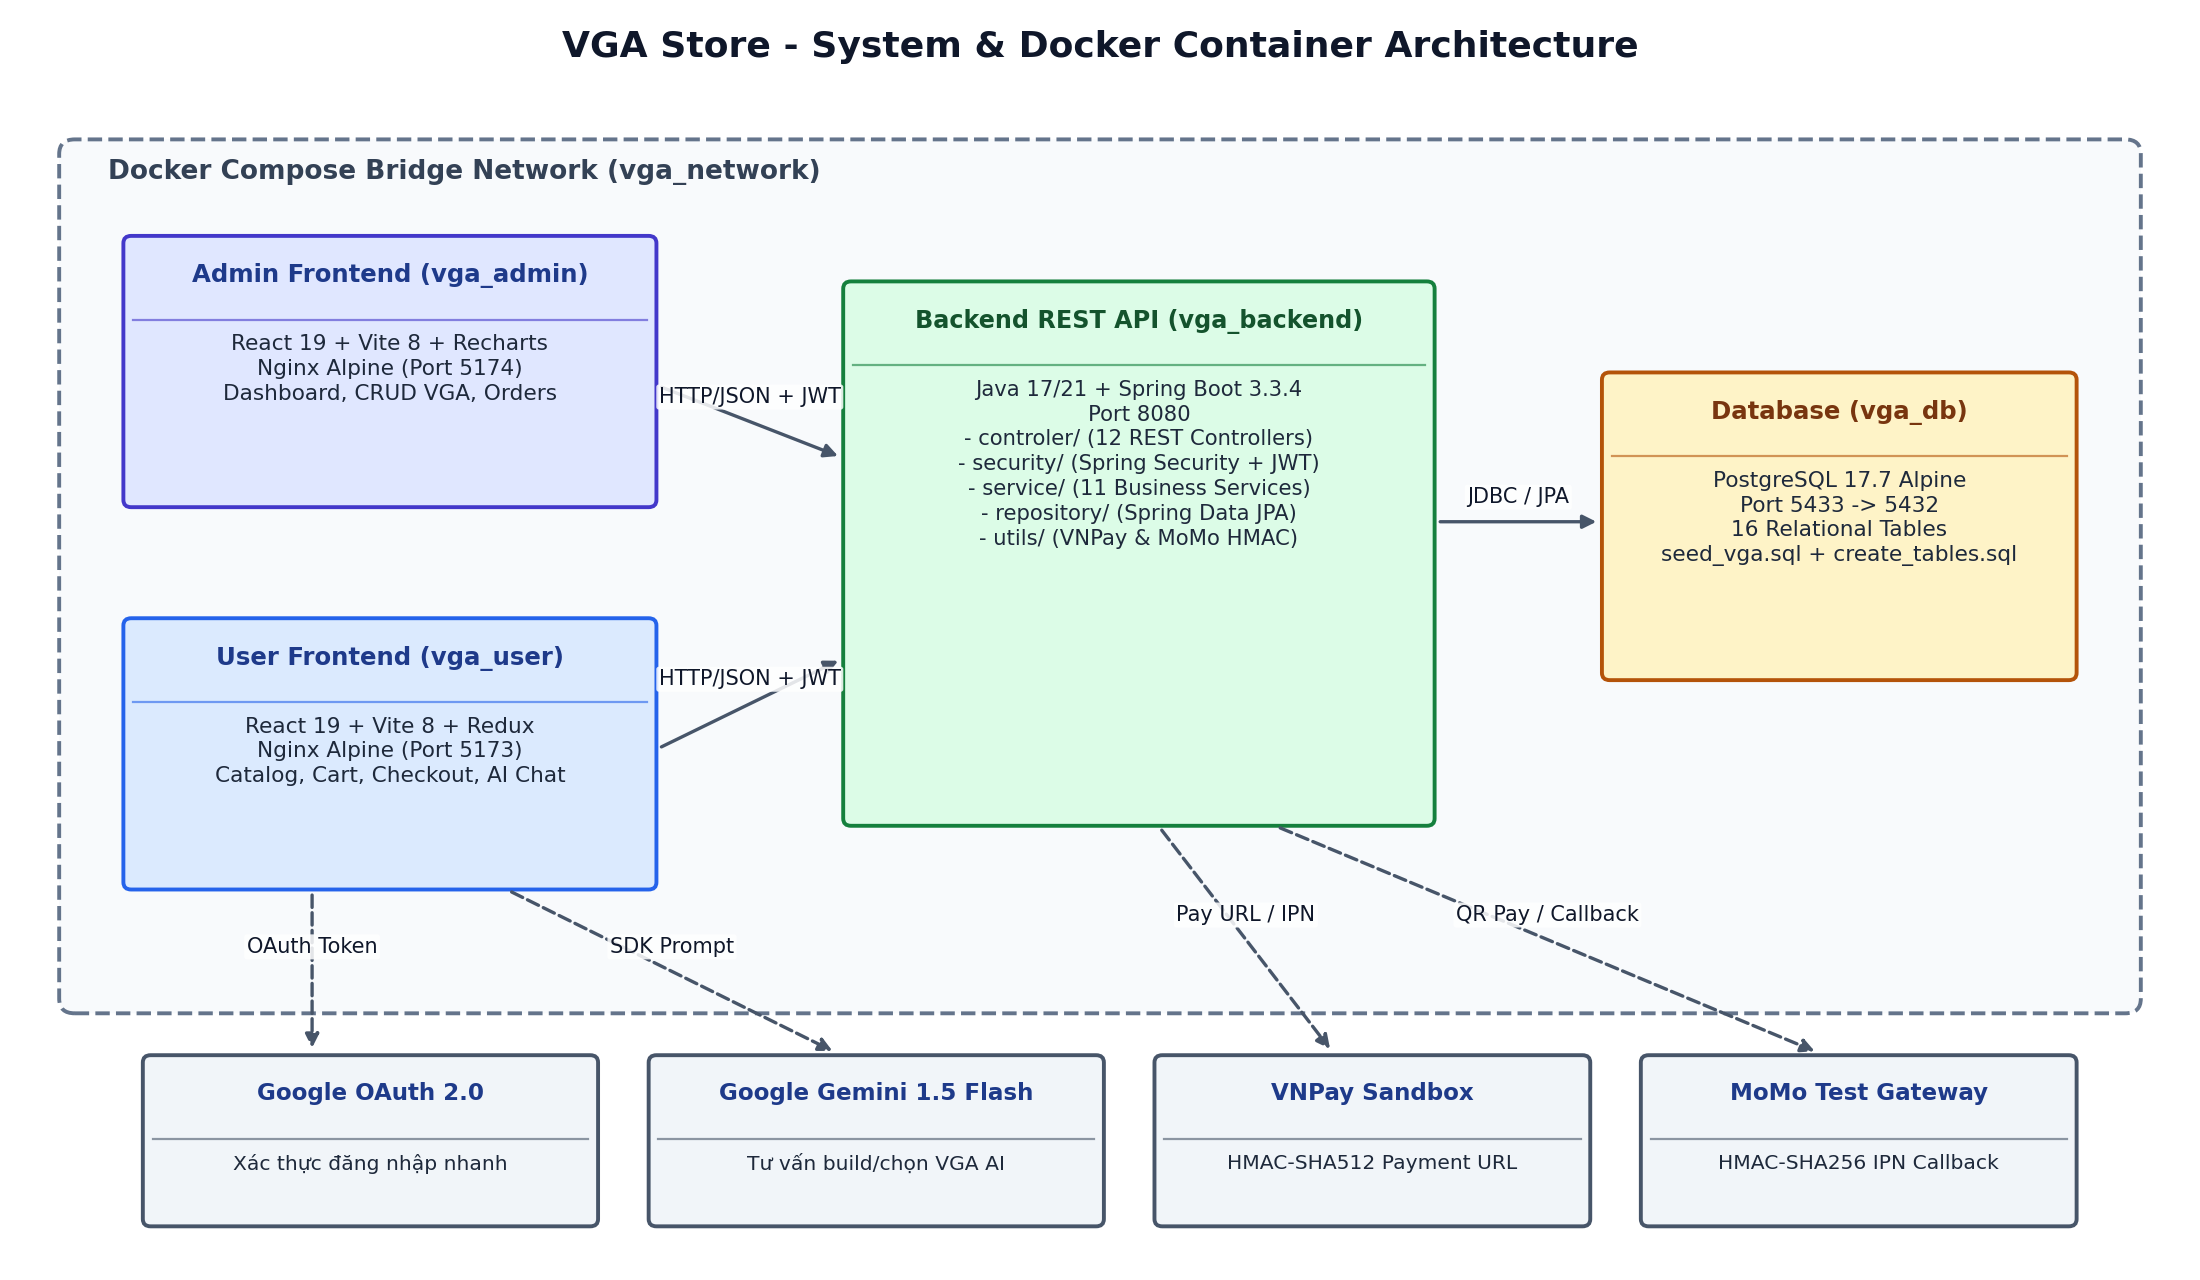 VGA Store - System & Docker Container Architecture
Docker Compose Bridge Network (vga_network)
Admin Frontend (vga_admin)
React 19 + Vite 8 + Recharts
Nginx Alpine (Port 5174)
Dashboard, CRUD VGA, Orders
HTTP/JSON + JWT
Backend REST API (vga_backend)
Java 17/21 + Spring Boot 3.3.4
Port 8080
- controler/ (12 REST Controllers)
- security/ (Spring Security + JWT)
- service/ (11 Business Services)
- repository/ (Spring Data JPA)
- utils/ (VNPay & MoMo HMAC)
JDBC / JPA
Database (vga_db)
PostgreSQL 17.7 Alpine
Port 5433 -> 5432
16 Relational Tables
seed_vga.sql + create_tables.sql
User Frontend (vga_user)
React 19 + Vite 8 + Redux
Nginx Alpine (Port 5173)
Catalog, Cart, Checkout, AI Chat
HTTP/JSON + JWT
OAuth Token
SDK Prompt
Pay URL / IPN
QR Pay / Callback
Google OAuth 2.0
Xác thực đăng nhập nhanh
Google Gemini 1.5 Flash
Tư vấn build/chọn VGA AI
VNPay Sandbox
HMAC-SHA512 Payment URL
MoMo Test Gateway
HMAC-SHA256 IPN Callback